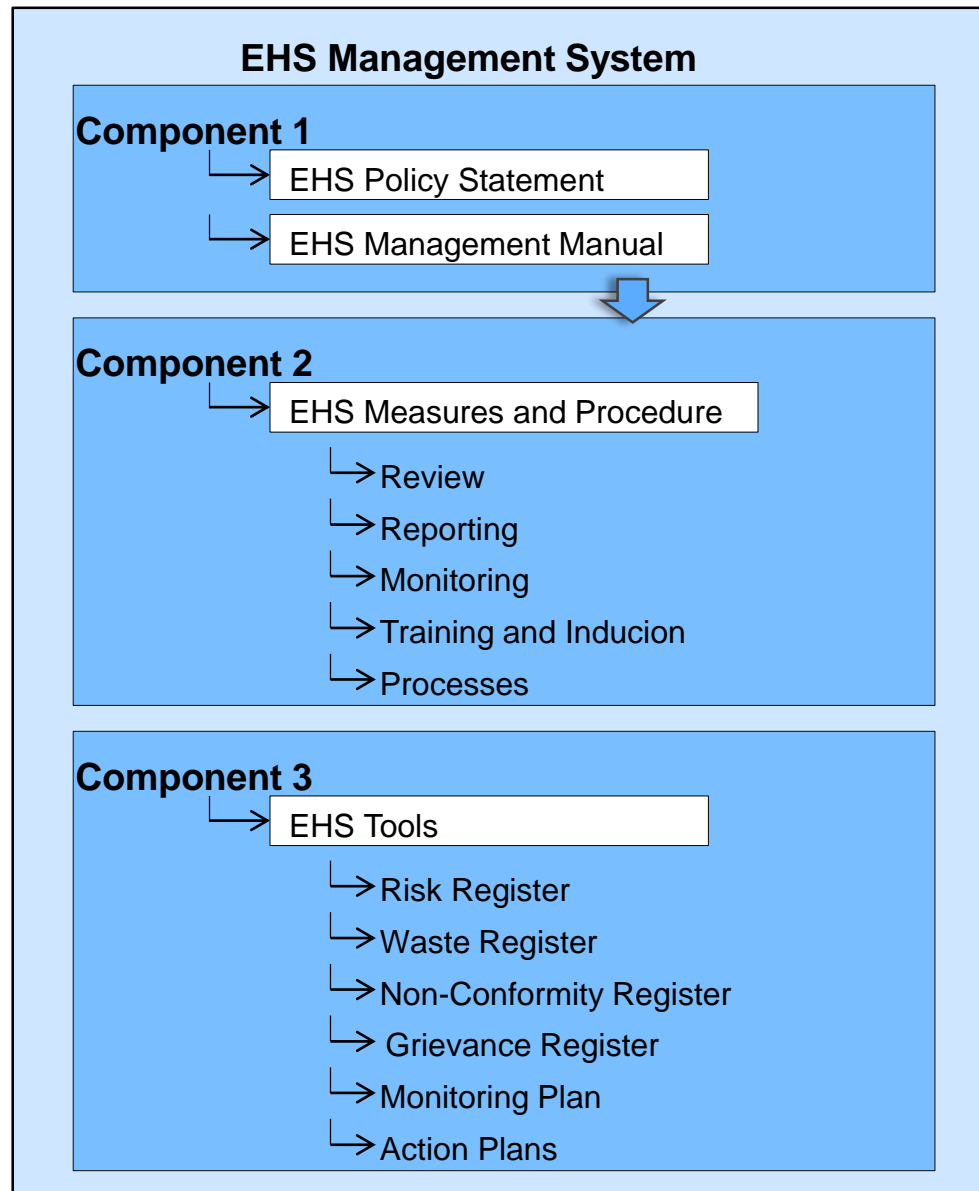 EHS Management System
Component 1
EHS Policy Statement
EHS Management Manual
Component 2
EHS Measures and Procedure
Review
Reporting
Monitoring
Training and Inducion
Processes
Component 3
EHS Tools
Risk Register
Waste Register
Non-Conformity Register
Grievance Register
Monitoring Plan
Action Plans